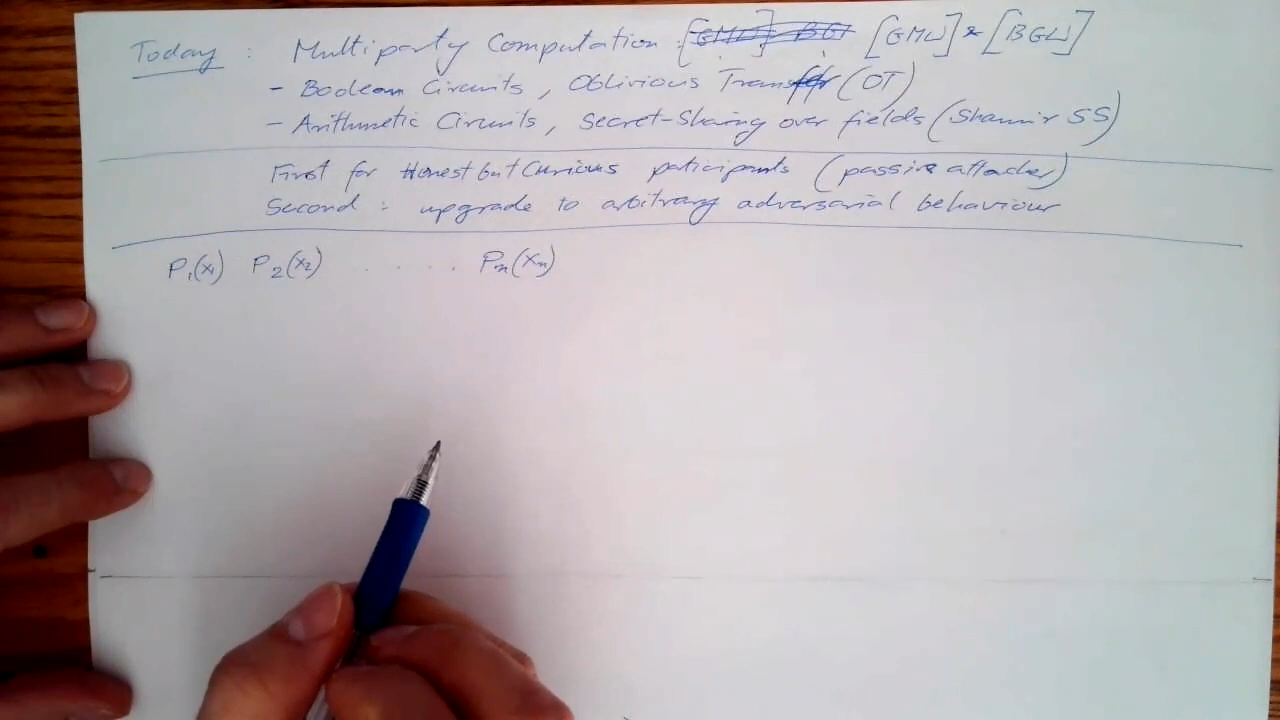 Today : Multiparty Computation : [GMW] BGW [GMW] & [BGW]
- Boolean Circuits, Oblivious Transfer (OT)
- Arithmetic Circuits, Secret-Sharing over fields (Shamir SS)
First for Honest but Curious participants (passive attacker)
Second : upgrade to arbitrary adversarial behaviour
P₁(x₁) P₂(x₂) . . . . . Pₙ(xₙ)